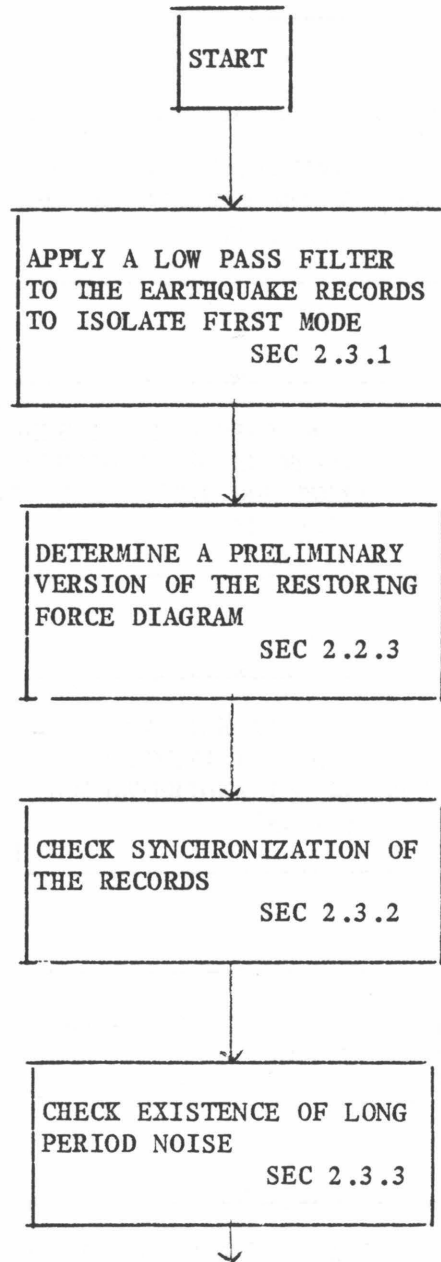 START
APPLY A LOW PASS FILTER
TO THE EARTHQUAKE RECORDS
TO ISOLATE FIRST MODE
SEC 2.3.1
DETERMINE A PRELIMINARY
VERSION OF THE RESTORING
FORCE DIAGRAM
SEC 2.2.3
CHECK SYNCHRONIZATION OF
THE RECORDS
SEC 2.3.2
CHECK EXISTENCE OF LONG
PERIOD NOISE
SEC 2.3.3